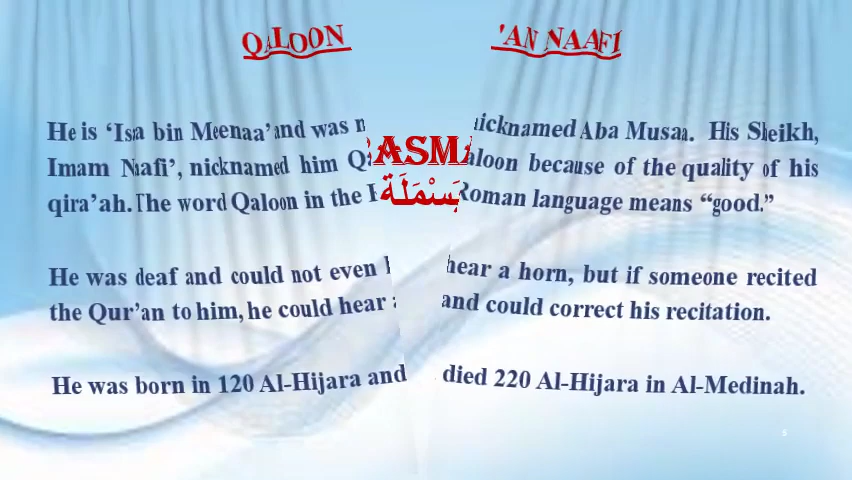 QALOON 'AN NAAFI
He is ‘Isa bin Meenaa’and was nicknamed Aba Musaa. His Sheikh,
Imam Naafi’, nicknamed him Qaloon because of the quality of his
qira’ah. The word Qaloon in the Roman language means “good.”
BASMA
بَسْمَلَة
He was deaf and could not even hear a horn, but if someone recited
the Qur’an to him, he could hear and could correct his recitation.
He was born in 120 Al-Hijara and died 220 Al-Hijara in Al-Medinah.